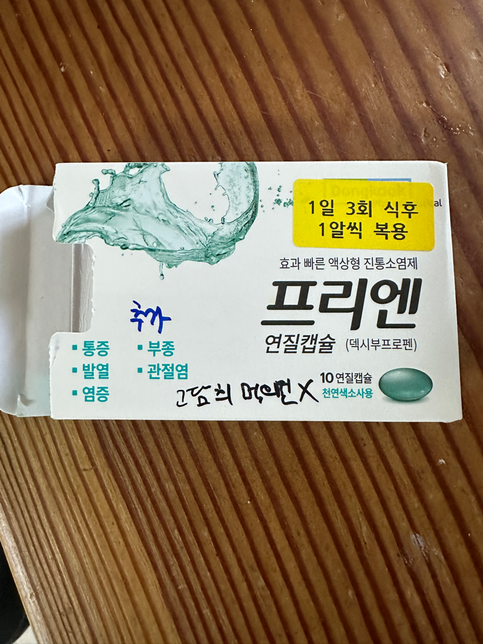 Dongkook
1일 3회 식후
1알씩 복용
효과 빠른 액상형 진통소염제
프리엔
연질캡슐 (덱시부프로펜)
추가
▪ 통증 ▪ 부종
▪ 발열 ▪ 관절염
▪ 염증
10 연질캡슐
천연색소사용